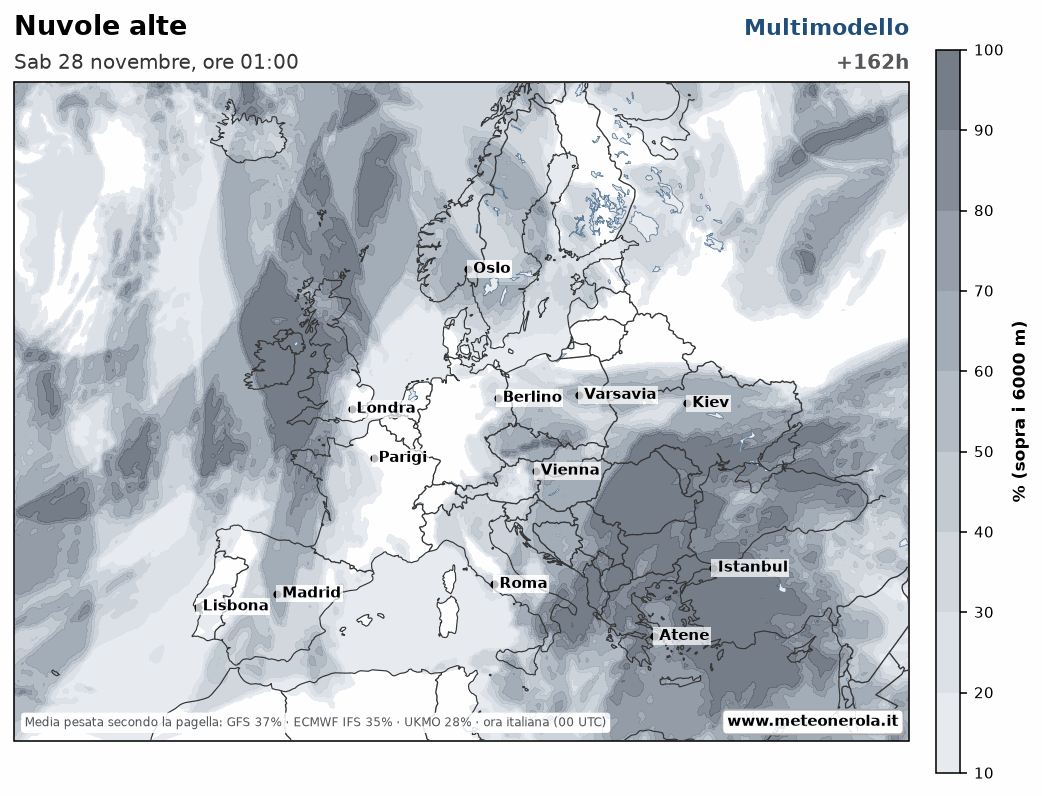 Nuvole alte
Multimodello
Sab 28 novembre, ore 01:00
+162h
100
90
80
70
60
50
40
30
20
10
% (sopra i 6000 m)
Oslo
Berlino
Varsavia
Kiev
Londra
Parigi
Vienna
Istanbul
Roma
Madrid
Lisbona
Atene
Media pesata secondo la pagella: GFS 37% · ECMWF IFS 35% · UKMO 28% · ora italiana (00 UTC)
www.meteonerola.it